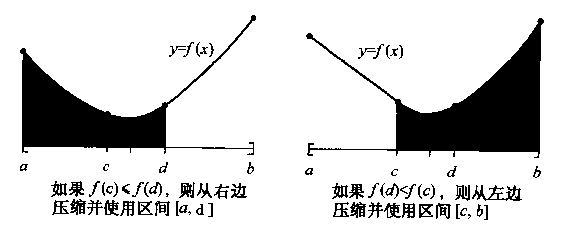 y=f(x)
a c d b
如果 f(c)≤f(d), 则从右边
压缩并使用区间 [a, d]
y=f(x)
a c d b
如果 f(d)<f(c), 则从左边
压缩并使用区间 [c, b]